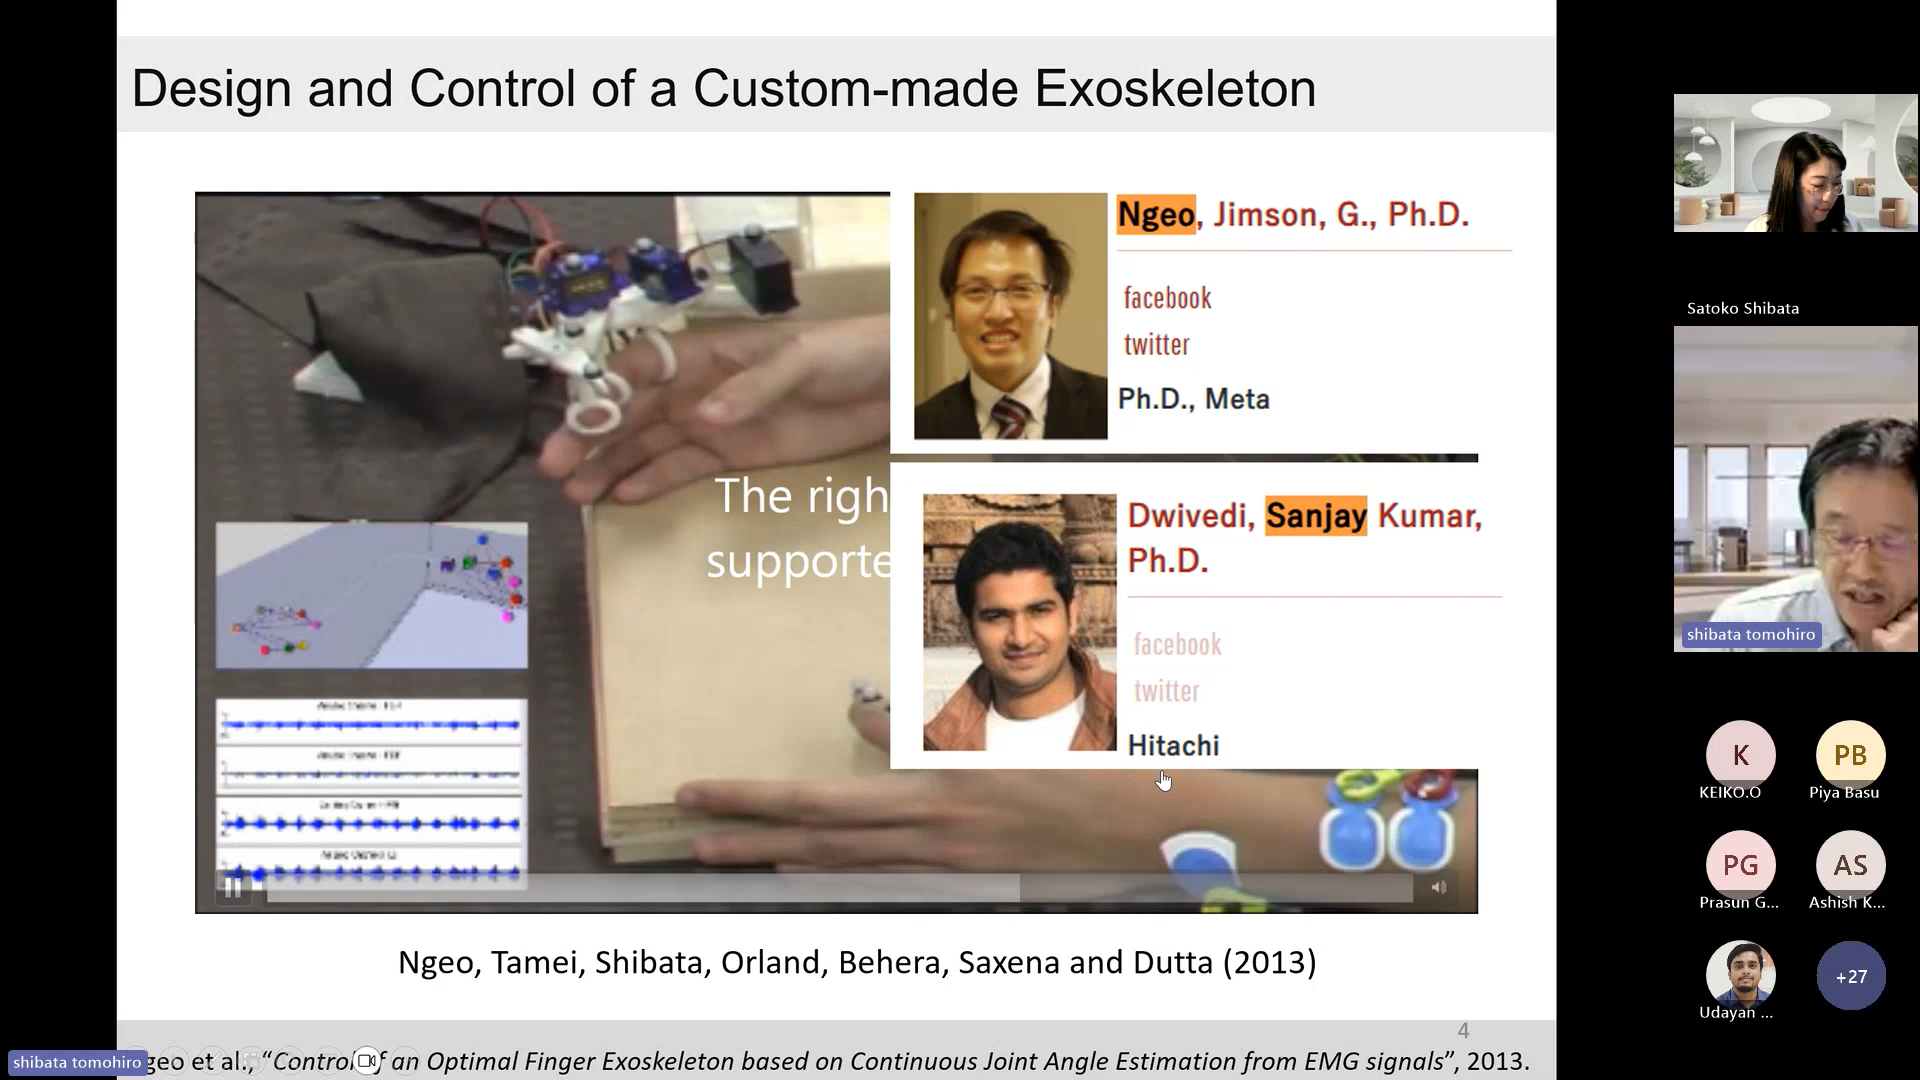 Design and Control of a Custom-made Exoskeleton
Ngeo, Jimson, G., Ph.D.
facebook
twitter
Ph.D., Meta
The righ
supporte
Dwivedi, Sanjay Kumar,
Ph.D.
facebook
twitter
Hitachi
Ngeo, Tamei, Shibata, Orland, Behera, Saxena and Dutta (2013)
4
geo et al., “Control of an Optimal Finger Exoskeleton based on Continuous Joint Angle Estimation from EMG signals”, 2013.
shibata tomohiro
Satoko Shibata
shibata tomohiro
K
KEIKO.O
PB
Piya Basu
PG
Prasun G...
AS
Ashish K...
Udayan ...
+27